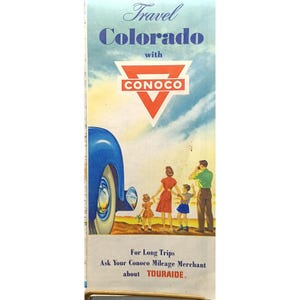 Travel
Colorado
with
CONOCO
For Long Trips
Ask Your Conoco Mileage Merchant
about TOURAIDE.